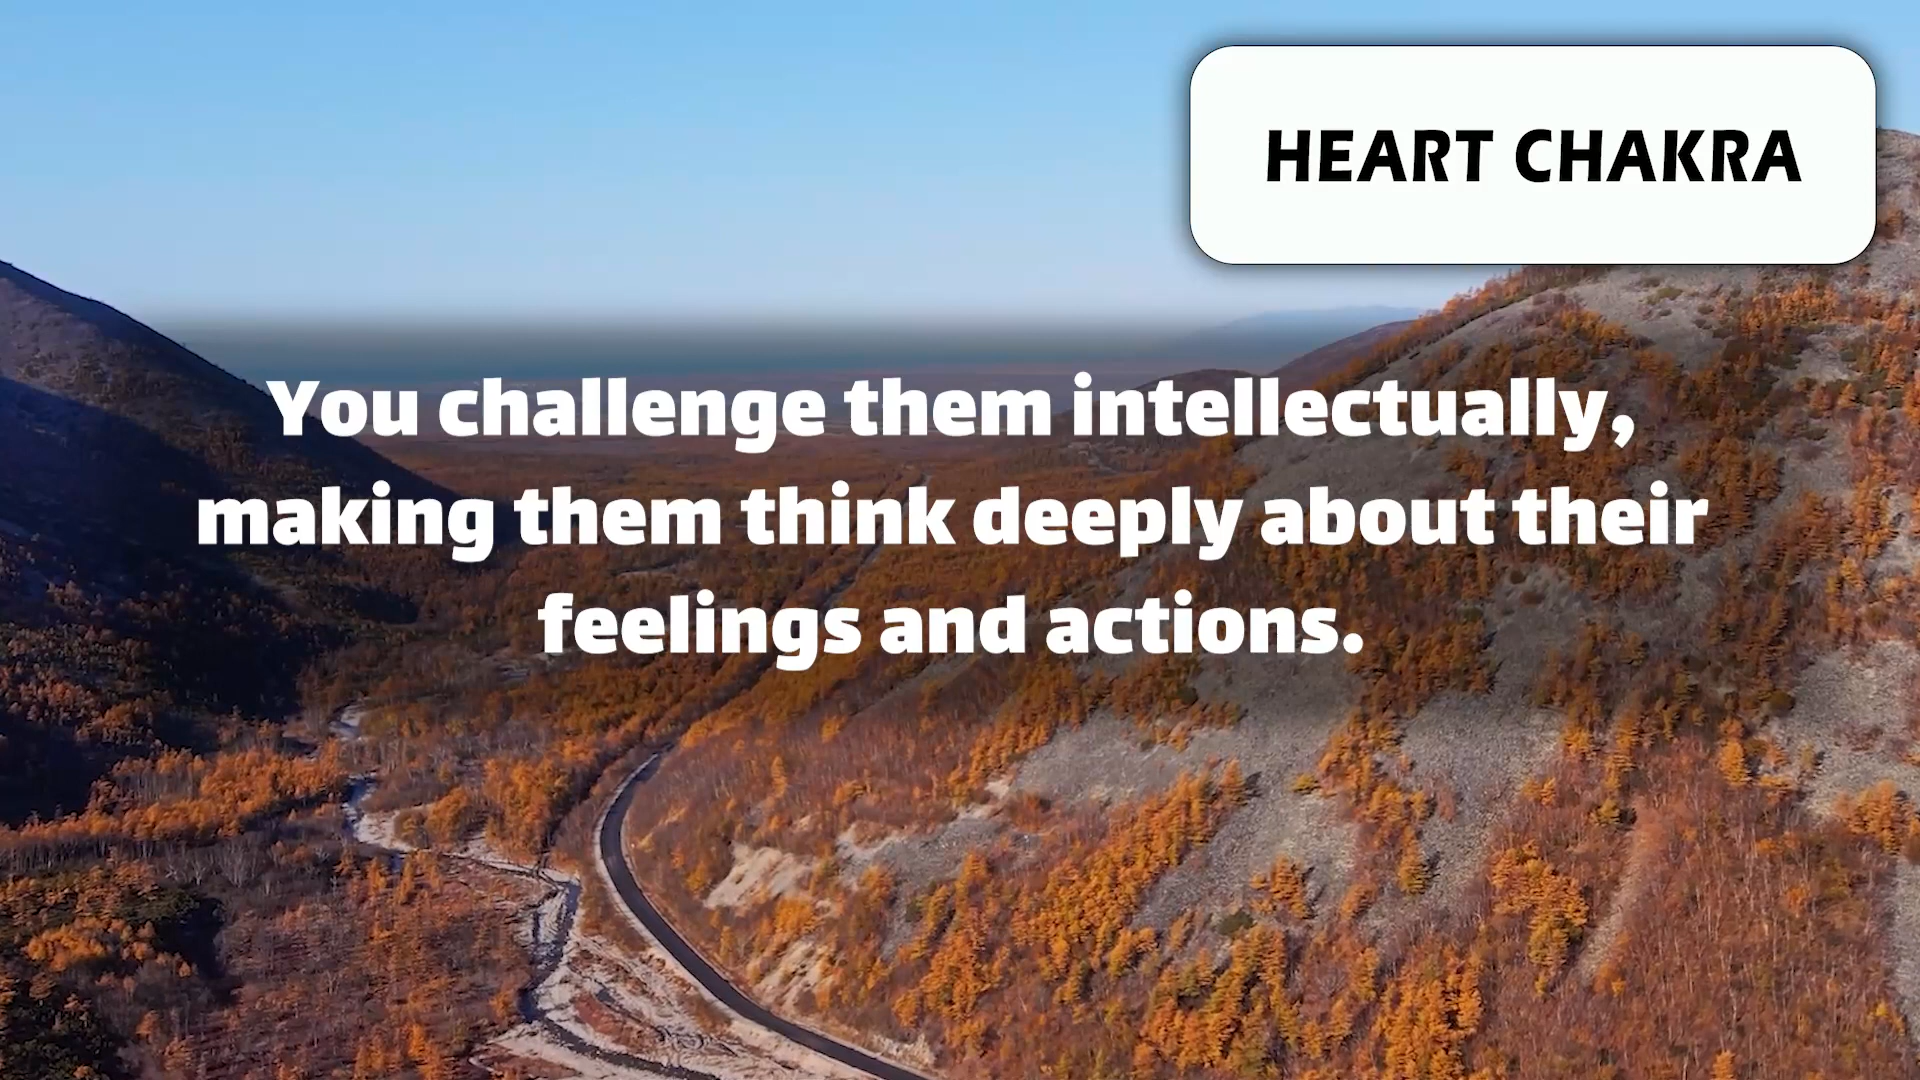 HEART CHAKRA
You challenge them intellectually,
making them think deeply about their
feelings and actions.